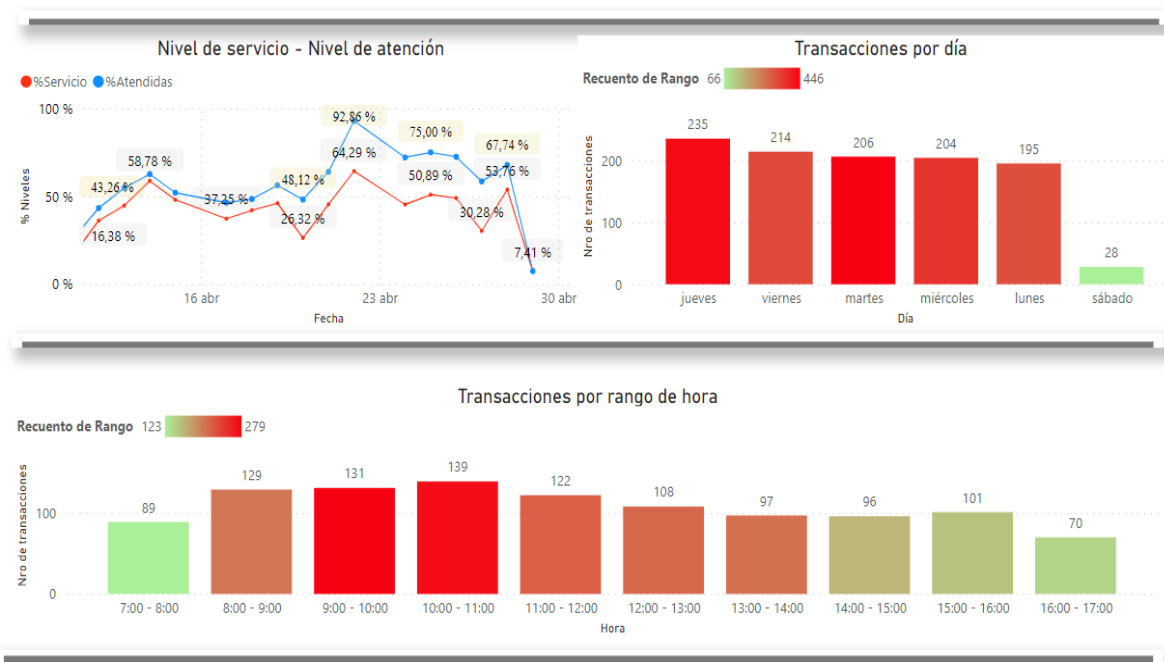 Nivel de servicio - Nivel de atención
%Servicio %Atendidas
% Niveles
100 %
50 %
0 %
92,86 %
75,00 %
67,74 %
64,29 %
58,78 %
53,76 %
50,89 %
48,12 %
43,26 %
37,25 %
30,28 %
26,32 %
16,38 %
7,41 %
16 abr 23 abr 30 abr
Fecha
Transacciones por día
Recuento de Rango 66 446
Nro de transacciones
200
100
0
235 214 206 204 195 28
jueves viernes martes miércoles lunes sábado
Día
Transacciones por rango de hora
Recuento de Rango 123 279
Nro de transacciones
100
0
89 129 131 139 122 108 97 96 101 70
7:00 - 8:00 8:00 - 9:00 9:00 - 10:00 10:00 - 11:00 11:00 - 12:00 12:00 - 13:00 13:00 - 14:00 14:00 - 15:00 15:00 - 16:00 16:00 - 17:00
Hora